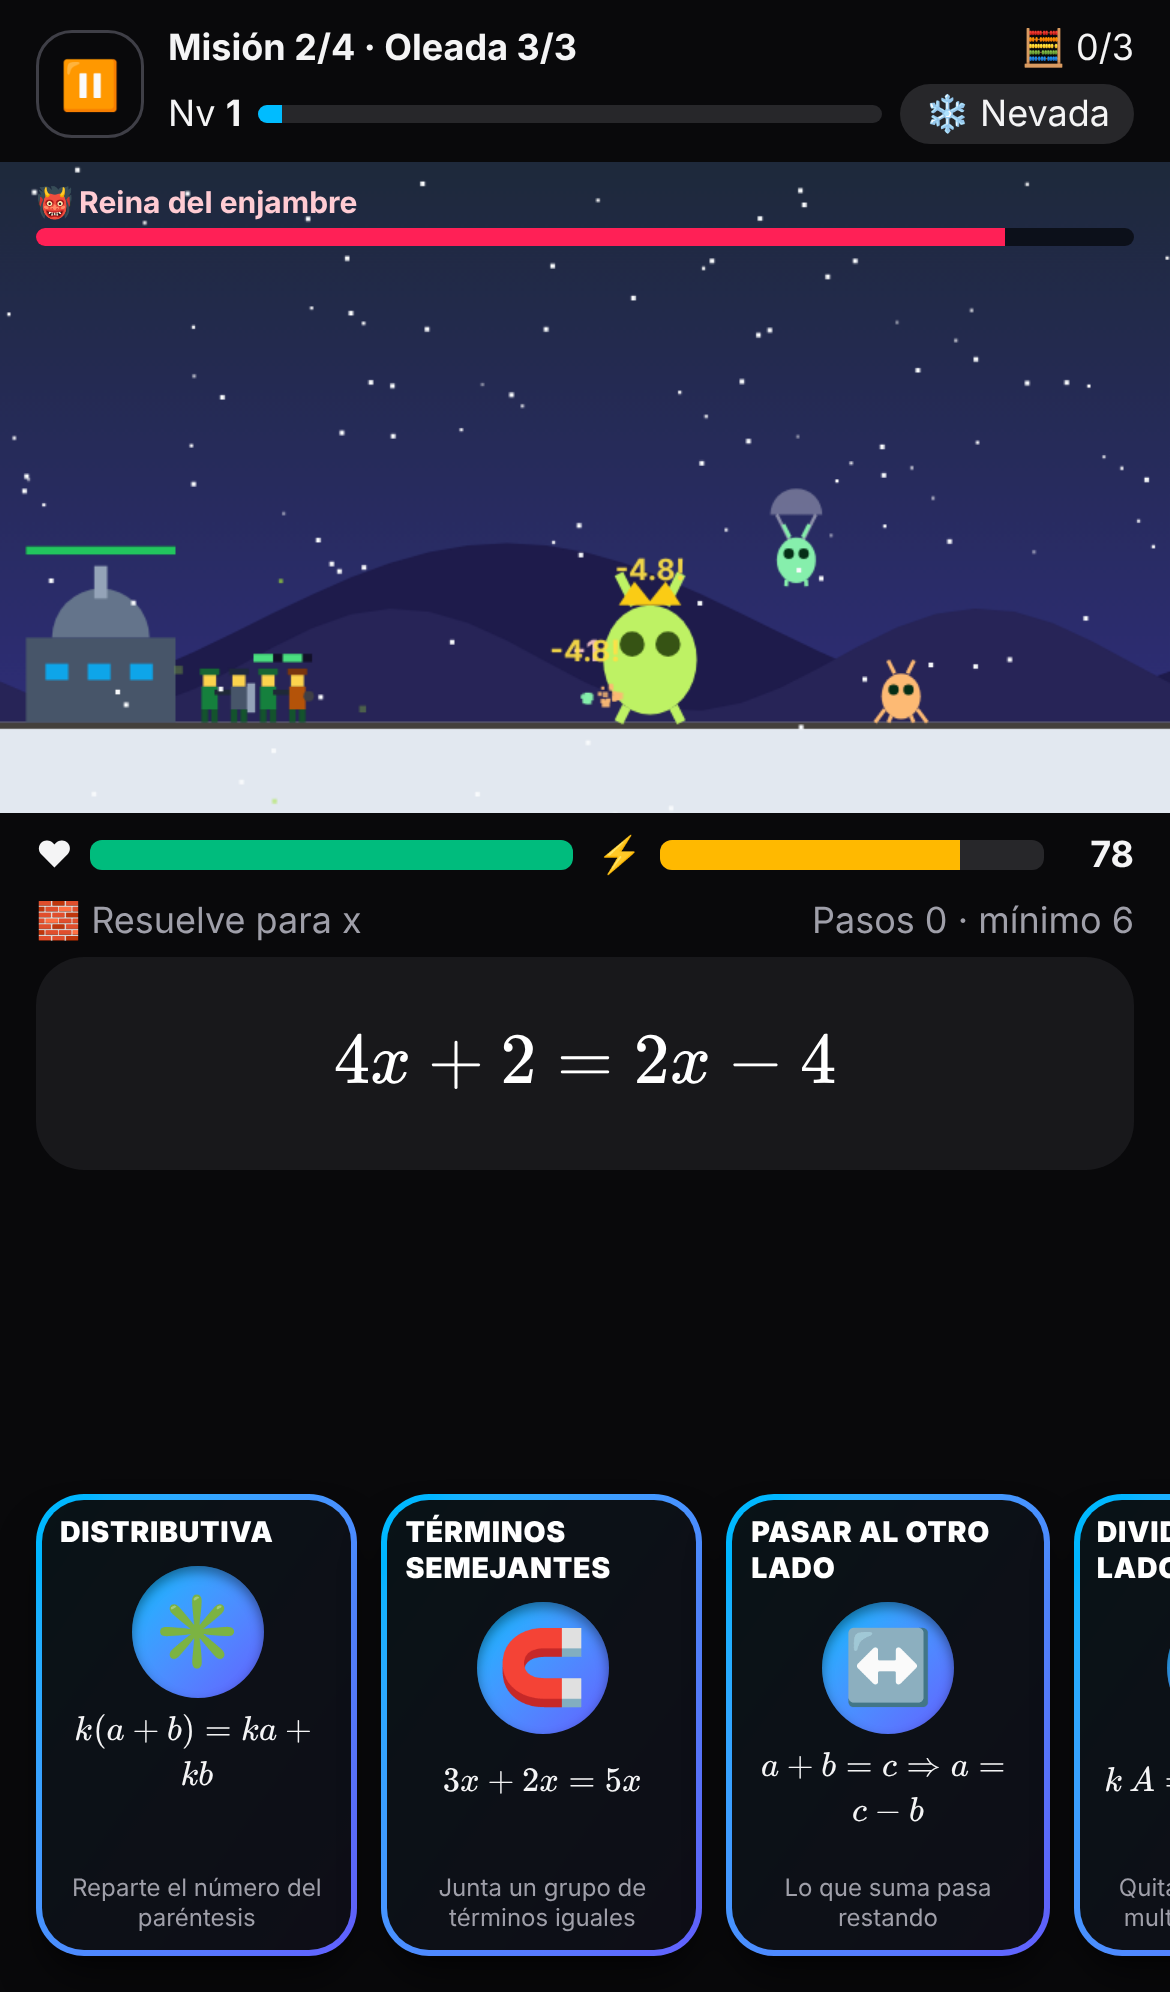 Misión 2/4 · Oleada 3/3
🧮 0/3
Nv 1
❄️ Nevada
👹 Reina del enjambre
-4.8!
78
🧱 Resuelve para x
Pasos 0 · mínimo 6
4x + 2 = 2x − 4
DISTRIBUTIVA
k(a + b) = ka +
kb
Reparte el número del
paréntesis
TÉRMINOS
SEMEJANTES
3x + 2x = 5x
Junta un grupo de
términos iguales
PASAR AL OTRO
LADO
a + b = c ⇒ a =
c − b
Lo que suma pasa
restando